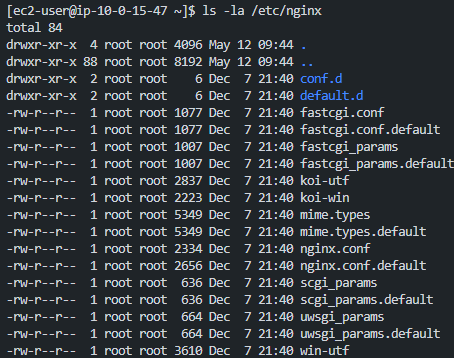 [ec2-user@ip-10-0-15-47 ~]$ ls -la /etc/nginx
total 84
drwxr-xr-x  4 root root 4096 May 12 09:44 .
drwxr-xr-x 88 root root 8192 May 12 09:44 ..
drwxr-xr-x  2 root root    6 Dec  7 21:40 conf.d
drwxr-xr-x  2 root root    6 Dec  7 21:40 default.d
-rw-r--r--  1 root root 1077 Dec  7 21:40 fastcgi.conf
-rw-r--r--  1 root root 1077 Dec  7 21:40 fastcgi.conf.default
-rw-r--r--  1 root root 1007 Dec  7 21:40 fastcgi_params
-rw-r--r--  1 root root 1007 Dec  7 21:40 fastcgi_params.default
-rw-r--r--  1 root root 2837 Dec  7 21:40 koi-utf
-rw-r--r--  1 root root 2223 Dec  7 21:40 koi-win
-rw-r--r--  1 root root 5349 Dec  7 21:40 mime.types
-rw-r--r--  1 root root 5349 Dec  7 21:40 mime.types.default
-rw-r--r--  1 root root 2334 Dec  7 21:40 nginx.conf
-rw-r--r--  1 root root 2656 Dec  7 21:40 nginx.conf.default
-rw-r--r--  1 root root  636 Dec  7 21:40 scgi_params
-rw-r--r--  1 root root  636 Dec  7 21:40 scgi_params.default
-rw-r--r--  1 root root  664 Dec  7 21:40 uwsgi_params
-rw-r--r--  1 root root  664 Dec  7 21:40 uwsgi_params.default
-rw-r--r--  1 root root 3610 Dec  7 21:40 win-utf